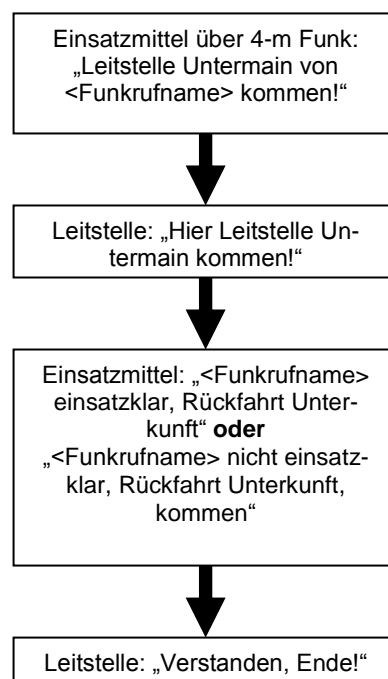 Einsatzmittel über 4-m Funk:
„Leitstelle Untermain von
<Funkrufname> kommen!“
Leitstelle: „Hier Leitstelle Un-
termain kommen!“
Einsatzmittel: „<Funkrufname>
einsatzklar, Rückfahrt Unter-
kunft“ oder
„<Funkrufname> nicht einsatz-
klar, Rückfahrt Unterkunft,
kommen“
Leitstelle: „Verstanden, Ende!“